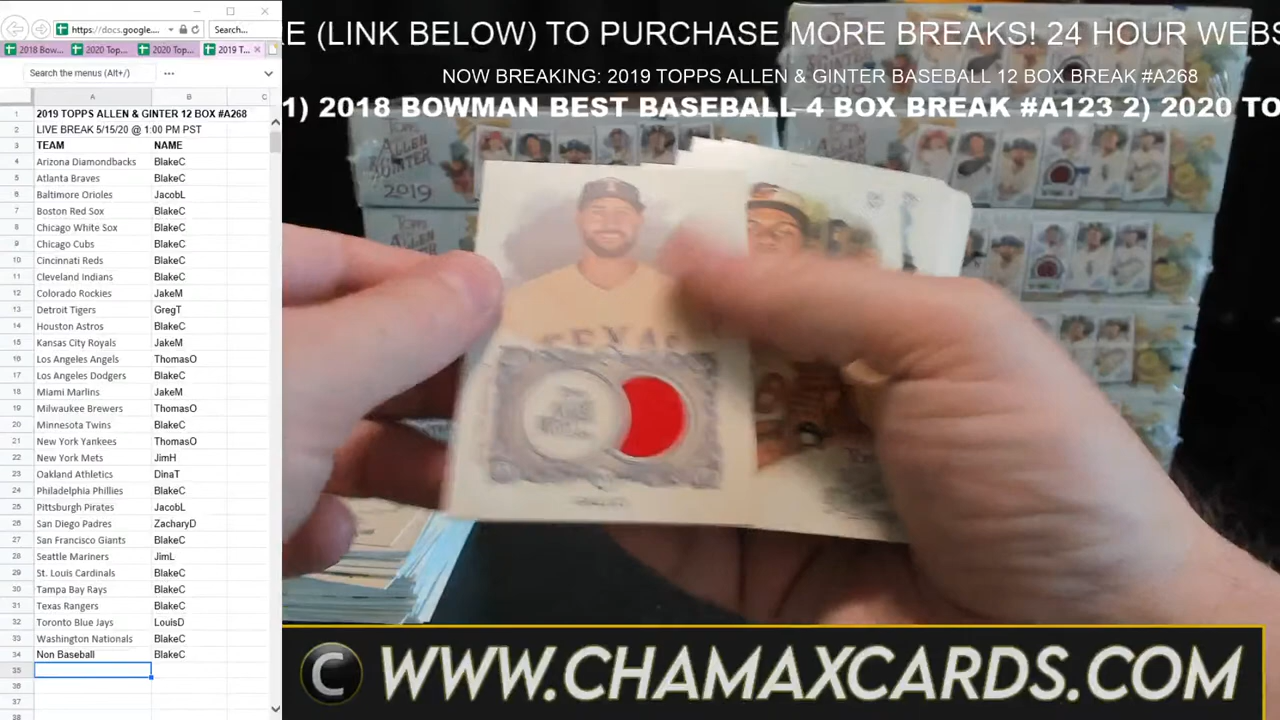 https://docs.google....
Search...
2018 Bow...
2020 Top...
2020 Top...
2019 T...
Search the menus (Alt+/)
A B C
1 2019 TOPPS ALLEN & GINTER 12 BOX #A268
2 LIVE BREAK 5/15/20 @ 1:00 PM PST
3 TEAM NAME
4 Arizona Diamondbacks BlakeC
5 Atlanta Braves BlakeC
6 Baltimore Orioles JacobL
7 Boston Red Sox BlakeC
8 Chicago White Sox BlakeC
9 Chicago Cubs BlakeC
10 Cincinnati Reds BlakeC
11 Cleveland Indians BlakeC
12 Colorado Rockies JakeM
13 Detroit Tigers GregT
14 Houston Astros BlakeC
15 Kansas City Royals JakeM
16 Los Angeles Angels ThomasO
17 Los Angeles Dodgers BlakeC
18 Miami Marlins JakeM
19 Milwaukee Brewers ThomasO
20 Minnesota Twins BlakeC
21 New York Yankees ThomasO
22 New York Mets JimH
23 Oakland Athletics DinaT
24 Philadelphia Phillies BlakeC
25 Pittsburgh Pirates JacobL
26 San Diego Padres ZacharyD
27 San Francisco Giants BlakeC
28 Seattle Mariners JimL
29 St. Louis Cardinals BlakeC
30 Tampa Bay Rays BlakeC
31 Texas Rangers BlakeC
32 Toronto Blue Jays LouisD
33 Washington Nationals BlakeC
34 Non Baseball BlakeC
35
36
37
38
RE (LINK BELOW) TO PURCHASE MORE BREAKS! 24 HOUR WEBS
NOW BREAKING: 2019 TOPPS ALLEN & GINTER BASEBALL 12 BOX BREAK #A268
1) 2018 BOWMAN BEST BASEBALL 4 BOX BREAK #A123 2) 2020 TO
ALLEN
GINTER
2019
TEXAS
C WWW.CHAMAXCARDS.COM